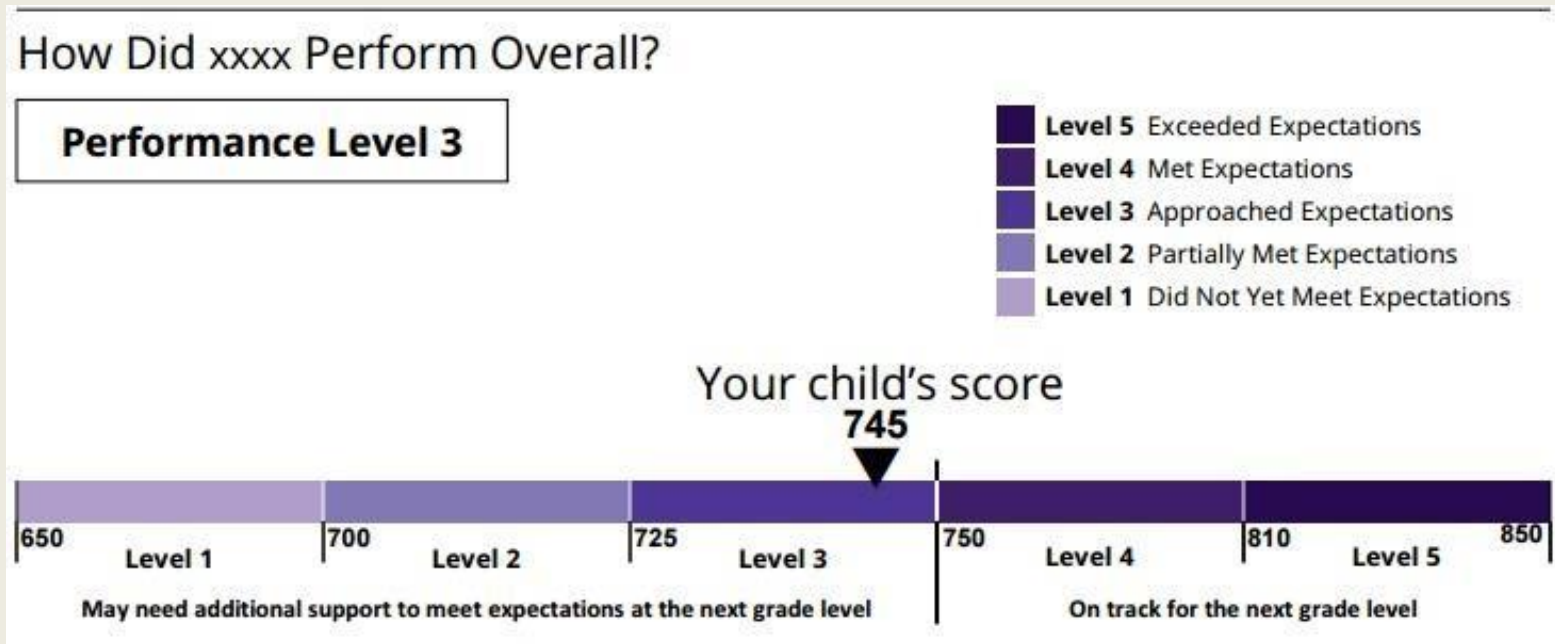 How Did xxxx Perform Overall?
Performance Level 3
Level 5 Exceeded Expectations
Level 4 Met Expectations
Level 3 Approached Expectations
Level 2 Partially Met Expectations
Level 1 Did Not Yet Meet Expectations
Your child's score
745
650 700 725 750 810 850
Level 1 Level 2 Level 3 Level 4 Level 5
May need additional support to meet expectations at the next grade level On track for the next grade level